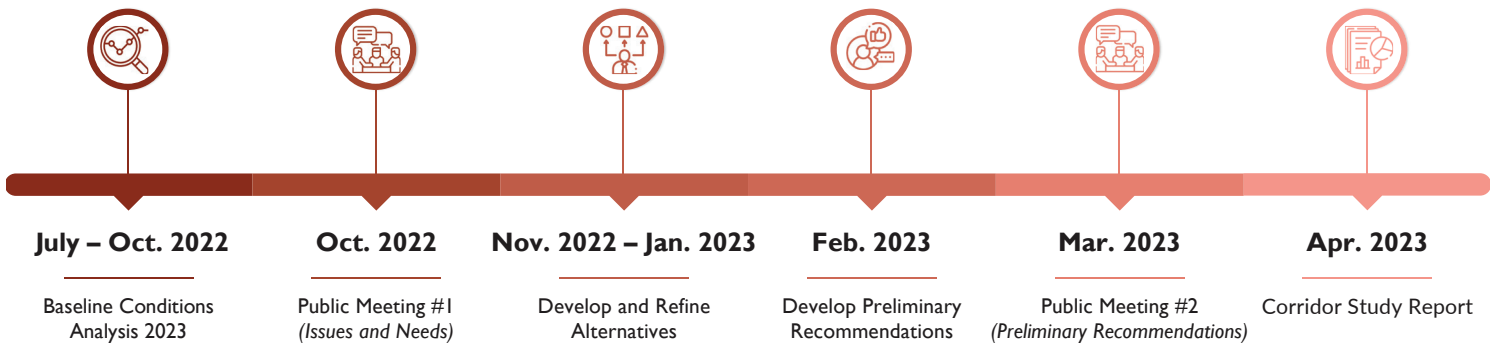 July – Oct. 2022
Baseline Conditions
Analysis 2023
Oct. 2022
Public Meeting #1
(Issues and Needs)
Nov. 2022 – Jan. 2023
Develop and Refine
Alternatives
Feb. 2023
Develop Preliminary
Recommendations
Mar. 2023
Public Meeting #2
(Preliminary Recommendations)
Apr. 2023
Corridor Study Report